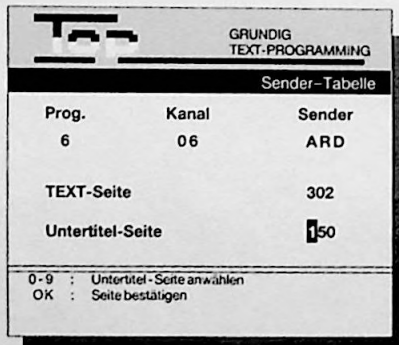 Top
GRUNDIG
TEXT-PROGRAMMING
Sender-Tabelle
Prog. Kanal Sender
6 06 ARD
TEXT-Seite 302
Untertitel-Seite 150
0-9 : Untertitel-Seite anwählen
OK : Seite bestätigen